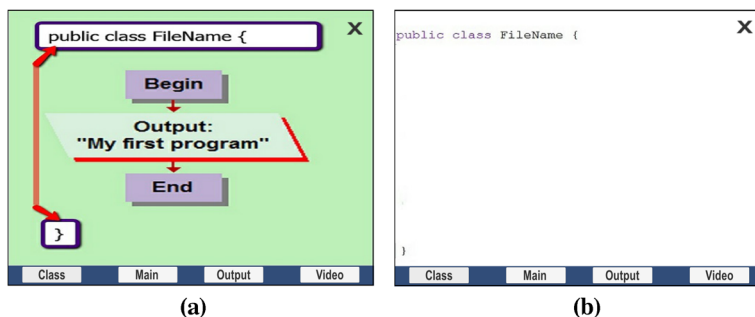 public class FileName {
X
Begin
Output:
"My first program"
End
}
Class Main Output Video
(a)
public class FileName {
X
}
Class Main Output Video
(b)